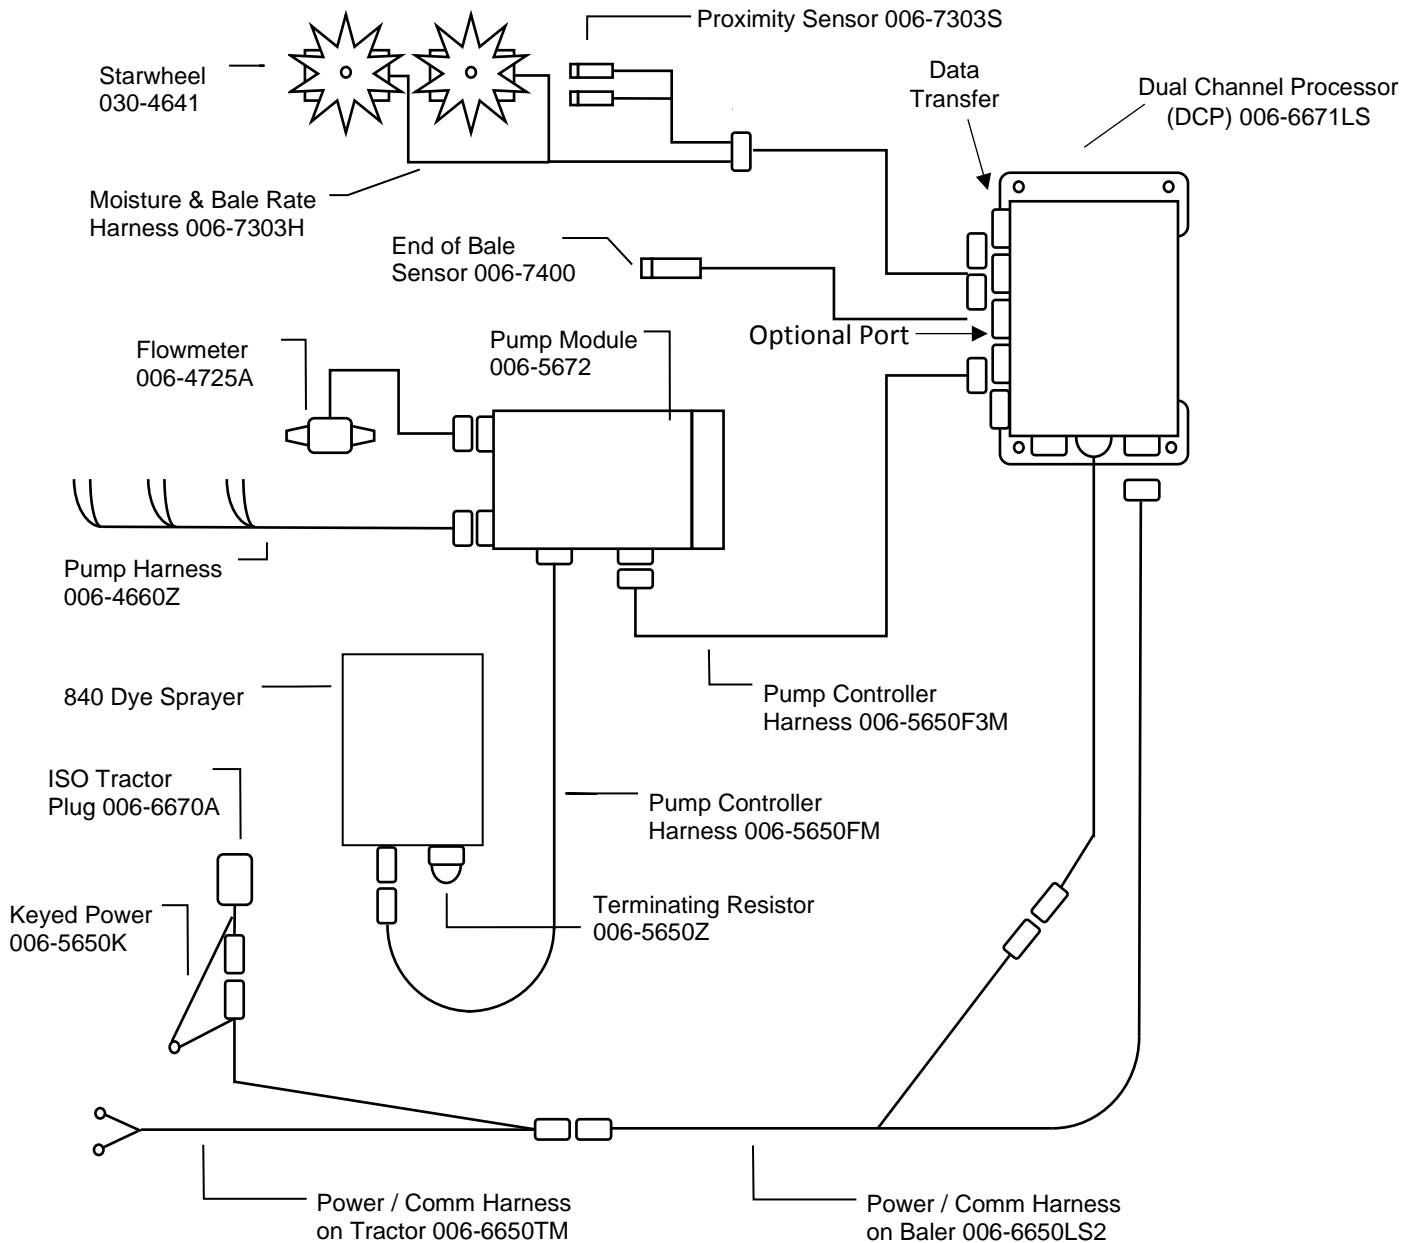 Proximity Sensor 006-7303S
Starwheel
030-4641
Data
Transfer
Dual Channel Processor
(DCP) 006-6671LS
Moisture & Bale Rate
Harness 006-7303H
End of Bale
Sensor 006-7400
Optional Port
Flowmeter
006-4725A
Pump Module
006-5672
Pump Harness
006-4660Z
840 Dye Sprayer
Pump Controller
Harness 006-5650F3M
ISO Tractor
Plug 006-6670A
Pump Controller
Harness 006-5650FM
Keyed Power
006-5650K
Terminating Resistor
006-5650Z
Power / Comm Harness
on Tractor 006-6650TM
Power / Comm Harness
on Baler 006-6650LS2